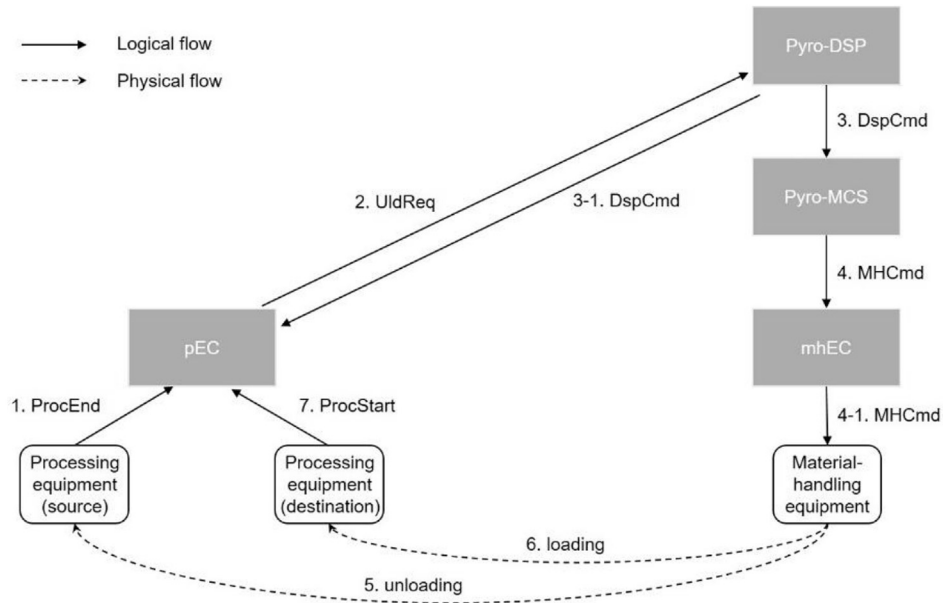 Logical flow
Physical flow
Pyro-DSP
3. DspCmd
2. UldReq
3-1. DspCmd
Pyro-MCS
4. MHCmd
pEC
mhEC
1. ProcEnd
7. ProcStart
4-1. MHCmd
Processing
equipment
(source)
Processing
equipment
(destination)
Material-
handling
equipment
6. loading
5. unloading